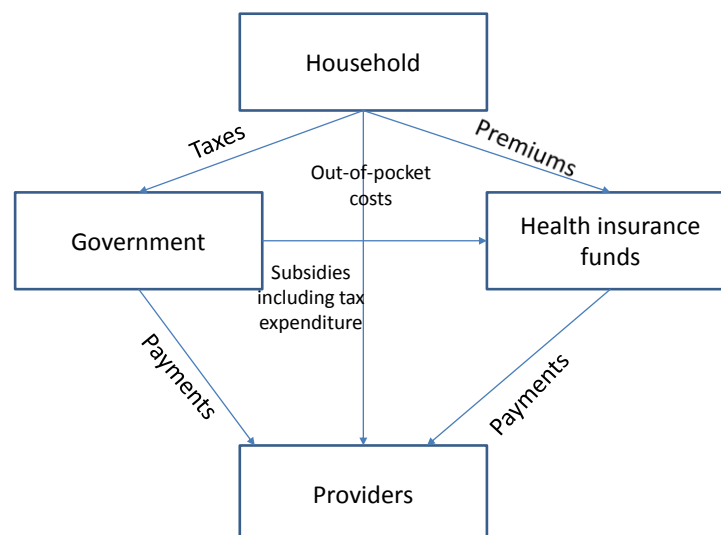 Household
Taxes
Premiums
Out-of-pocket
costs
Government
Health insurance
funds
Subsidies
including tax
expenditure
Payments
Payments
Providers